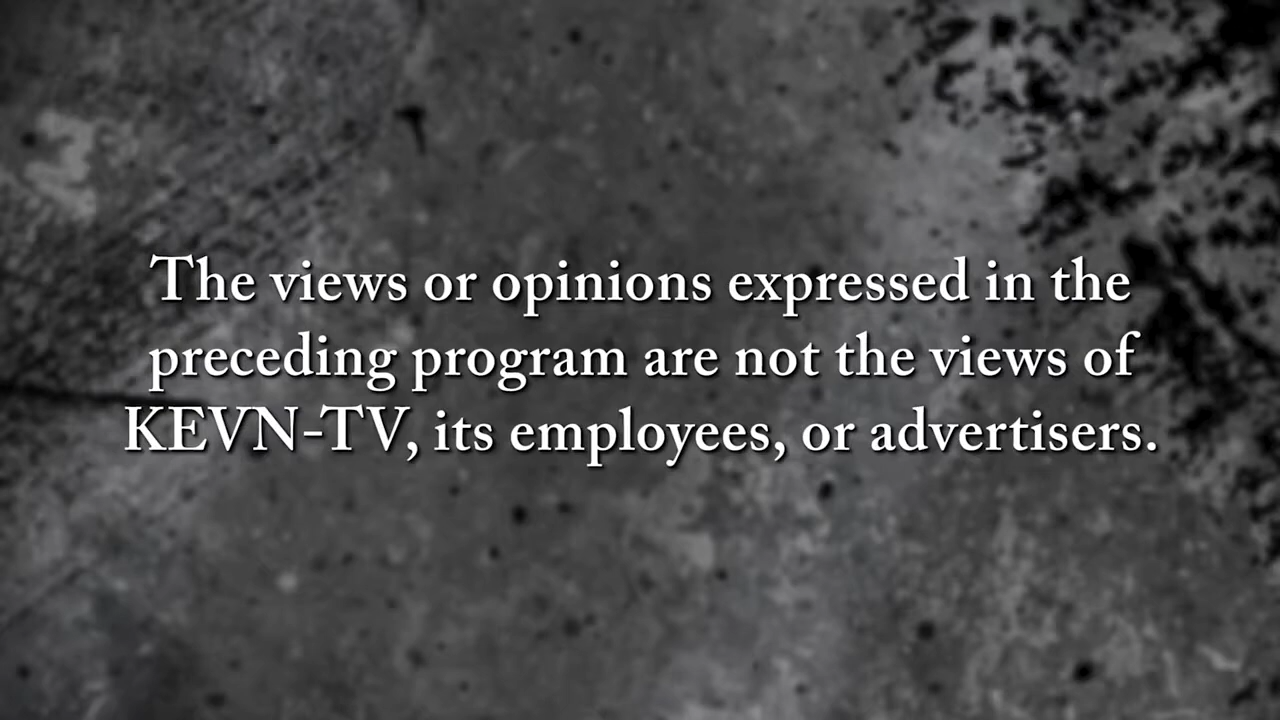 The views or opinions expressed in the
preceding program are not the views of
KEVN-TV, its employees, or advertisers.